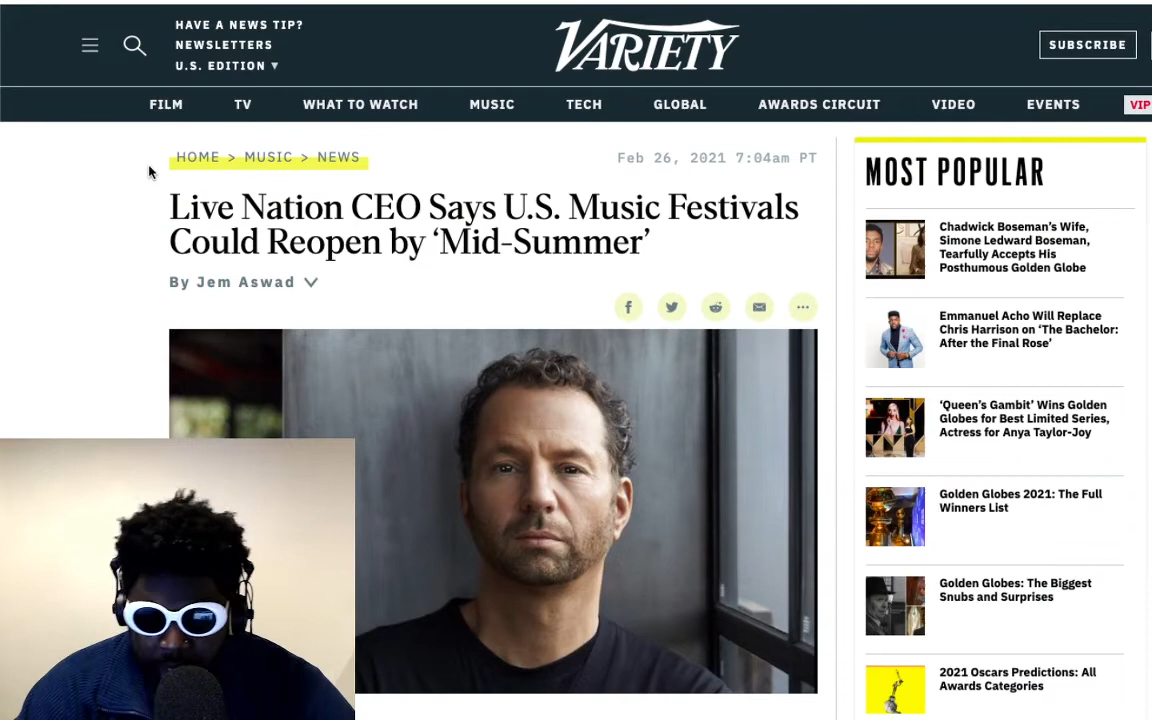 HAVE A NEWS TIP?
NEWSLETTERS
U.S. EDITION ▼
VARIETY
SUBSCRIBE
FILM TV WHAT TO WATCH MUSIC TECH GLOBAL AWARDS CIRCUIT VIDEO EVENTS VIP
HOME > MUSIC > NEWS
Feb 26, 2021 7:04am PT
Live Nation CEO Says U.S. Music Festivals
Could Reopen by ‘Mid-Summer’
By Jem Aswad
MOST POPULAR
Chadwick Boseman’s Wife,
Simone Ledward Boseman,
Tearfully Accepts His
Posthumous Golden Globe
Emmanuel Acho Will Replace
Chris Harrison on ‘The Bachelor:
After the Final Rose’
‘Queen’s Gambit’ Wins Golden
Globes for Best Limited Series,
Actress for Anya Taylor-Joy
Golden Globes 2021: The Full
Winners List
Golden Globes: The Biggest
Snubs and Surprises
2021 Oscars Predictions: All
Awards Categories